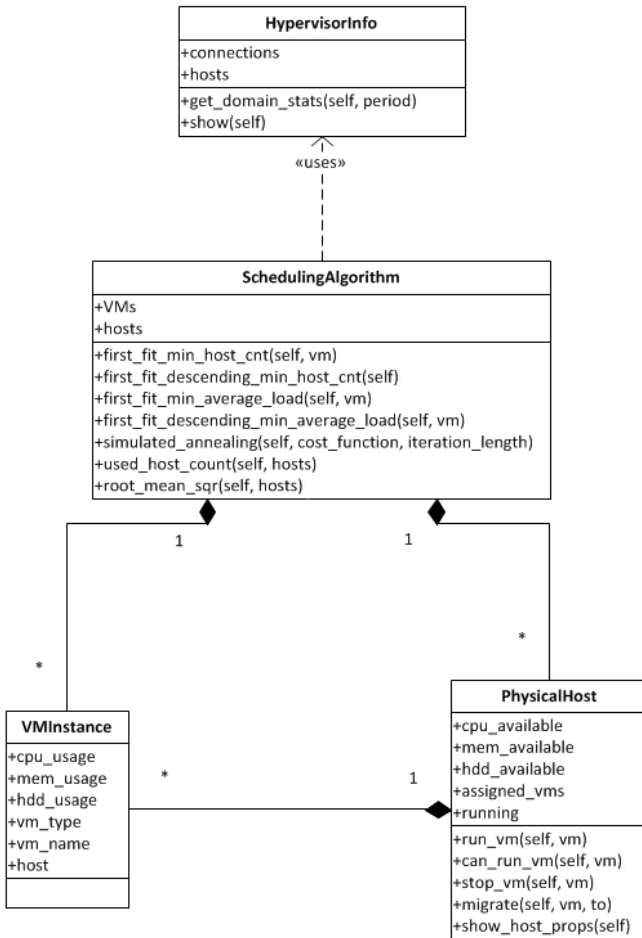 HypervisorInfo
+connections
+hosts
+get_domain_stats(self, period)
+show(self)
«uses»
SchedulingAlgorithm
+VMs
+hosts
+first_fit_min_host_cnt(self, vm)
+first_fit_descending_min_host_cnt(self)
+first_fit_min_average_load(self, vm)
+first_fit_descending_min_average_load(self, vm)
+simulated_annealing(self, cost_function, iteration_length)
+used_host_count(self, hosts)
+root_mean_sqr(self, hosts)
1
1
*
*
VMInstance
+cpu_usage
+mem_usage
+hdd_usage
+vm_type
+vm_name
+host
*
1
PhysicalHost
+cpu_available
+mem_available
+hdd_available
+assigned_vms
+running
+run_vm(self, vm)
+can_run_vm(self, vm)
+stop_vm(self, vm)
+migrate(self, vm, to)
+show_host_props(self)